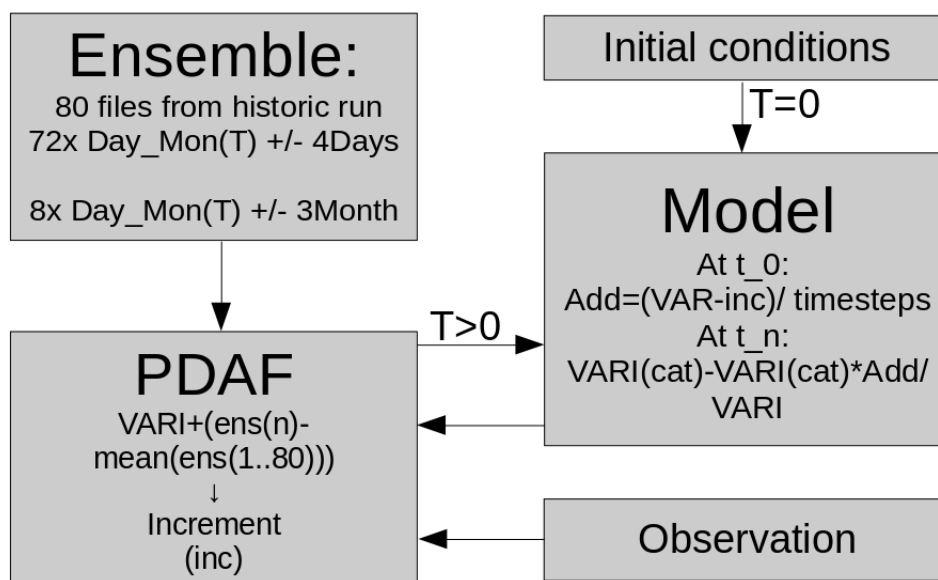 Ensemble:
80 files from historic run
72x Day_Mon(T) +/- 4Days
8x Day_Mon(T) +/- 3Month
Initial conditions
T=0
Model
At t_0:
Add=(VAR-inc)/ timesteps
At t_n:
VARI(cat)-VARI(cat)*Add/
VARI
T>0
PDAF
VARI+(ens(n)-
mean(ens(1..80)))
↓
Increment
(inc)
Observation